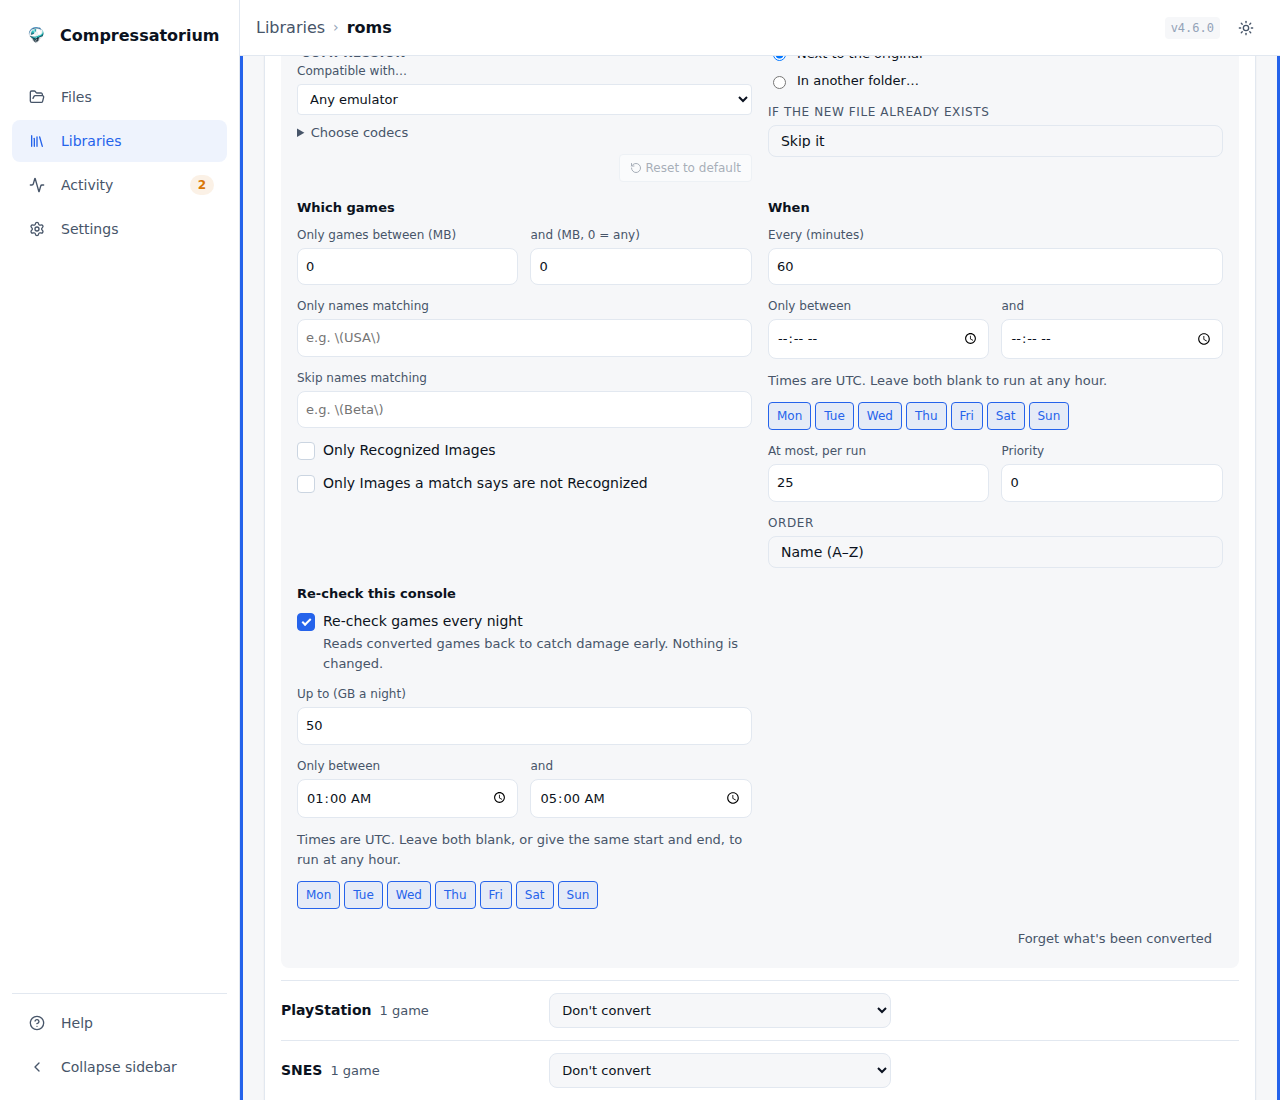 Compressatorium
Libraries › roms
v4.6.0
Files
Libraries
Activity
2
Settings
Help
Collapse sidebar
Compatible with…
Any emulator
Choose codecs
Reset to default
In another folder…
IF THE NEW FILE ALREADY EXISTS
Skip it
Which games
Only games between (MB)
and (MB, 0 = any)
0
0
Only names matching
e.g. \(USA\)
Skip names matching
e.g. \(Beta\)
Only Recognized Images
Only Images a match says are not Recognized
When
Every (minutes)
60
Only between
and
--:-- --
--:-- --
Times are UTC. Leave both blank to run at any hour.
Mon Tue Wed Thu Fri Sat Sun
At most, per run
Priority
25
0
ORDER
Name (A–Z)
Re-check this console
Re-check games every night
Reads converted games back to catch damage early. Nothing is
changed.
Up to (GB a night)
50
Only between
and
01:00 AM
05:00 AM
Times are UTC. Leave both blank, or give the same start and end, to
run at any hour.
Mon Tue Wed Thu Fri Sat Sun
Forget what's been converted
PlayStation 1 game
Don't convert
SNES 1 game
Don't convert